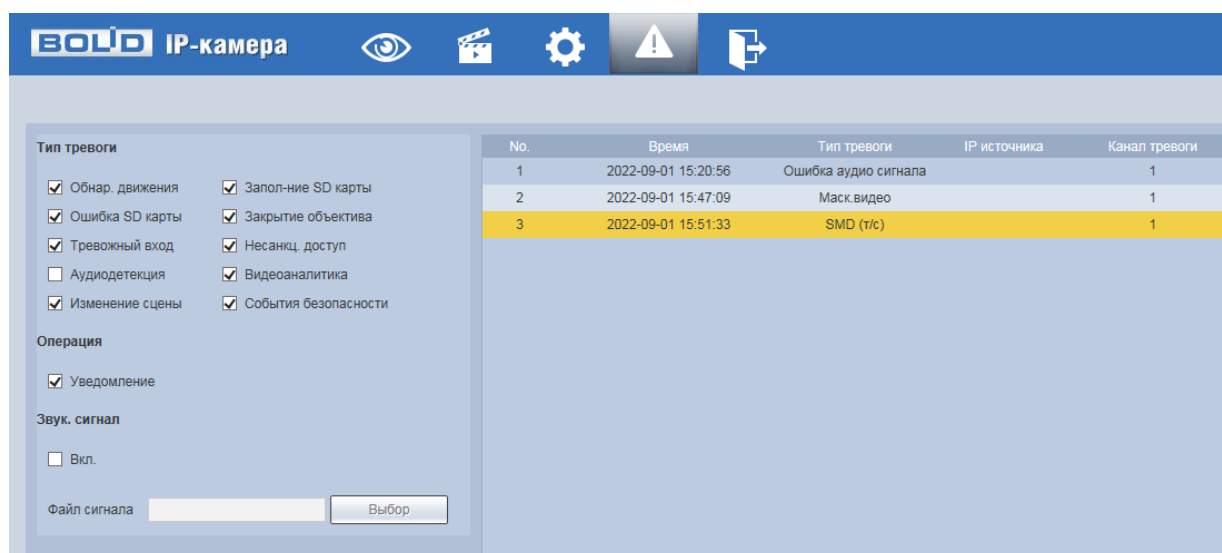 BOLID IP-камера
Тип тревоги
Обнар. движения Запол-ние SD карты
Ошибка SD карты Закрытие объектива
Тревожный вход Несанкц. доступ
Аудиодетекция Видеоаналитика
Изменение сцены События безопасности
Операция
Уведомление
Звук. сигнал
Вкл.
Файл сигнала Выбор
No. Время Тип тревоги IP источника Канал тревоги
1 2022-09-01 15:20:56 Ошибка аудио сигнала 1
2 2022-09-01 15:47:09 Маск.видео 1
3 2022-09-01 15:51:33 SMD (т/с) 1